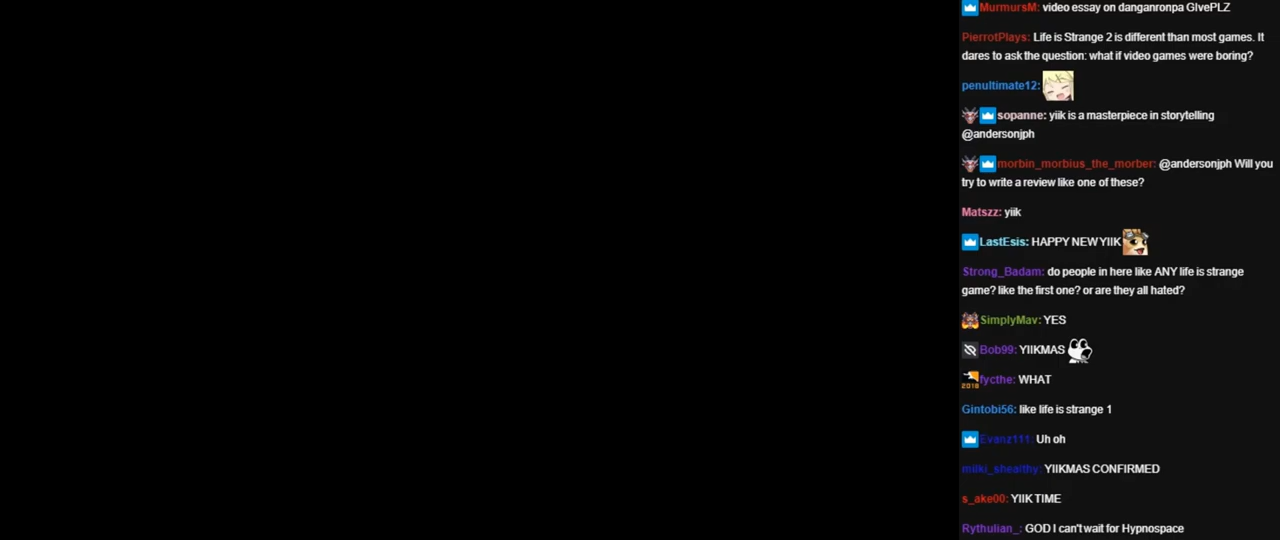 MurmursM: video essay on danganronpa GIvePLZ
PierrotPlays: Life is Strange 2 is different than most games. It
dares to ask the question: what if video games were boring?
penultimate12:
sopanne: yiik is a masterpiece in storytelling
@andersonjph
morbin_morbius_the_morber: @andersonjph Will you
try to write a review like one of these?
Matszz: yiik
LastEsis: HAPPY NEW YIIK
Strong_Badam: do people in here like ANY life is strange
game? like the first one? or are they all hated?
SimplyMav: YES
Bob99: YIIKMAS
2018 fycthe: WHAT
Gintobi56: like life is strange 1
Evanz111: Uh oh
milki_shealthy: YIIKMAS CONFIRMED
s_ake00: YIIK TIME
Rythulian_: GOD I can't wait for Hypnospace